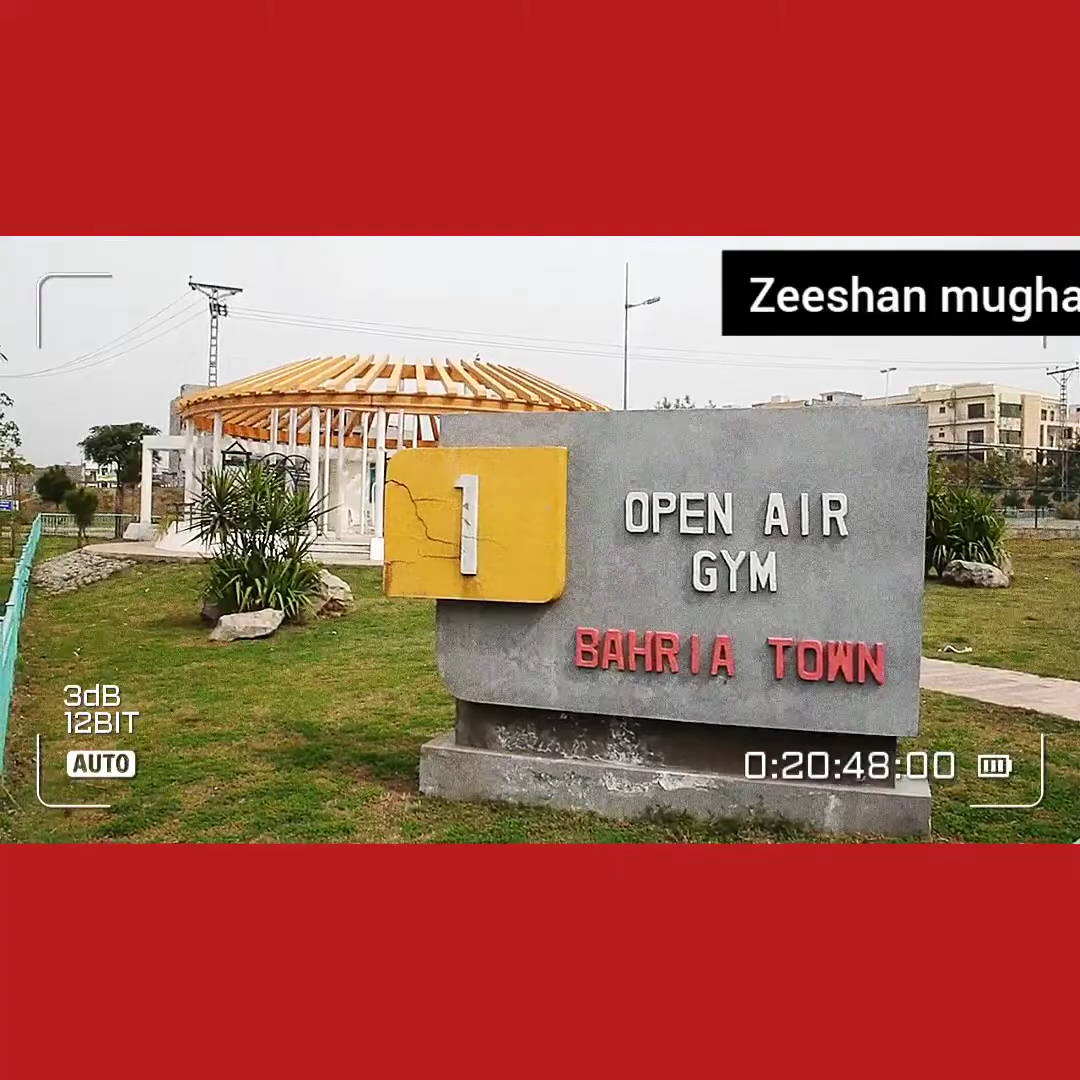 Zeeshan mugha
1
OPEN AIR
GYM
BAHRIA TOWN
3dB
12BIT
AUTO
0:20:48:00